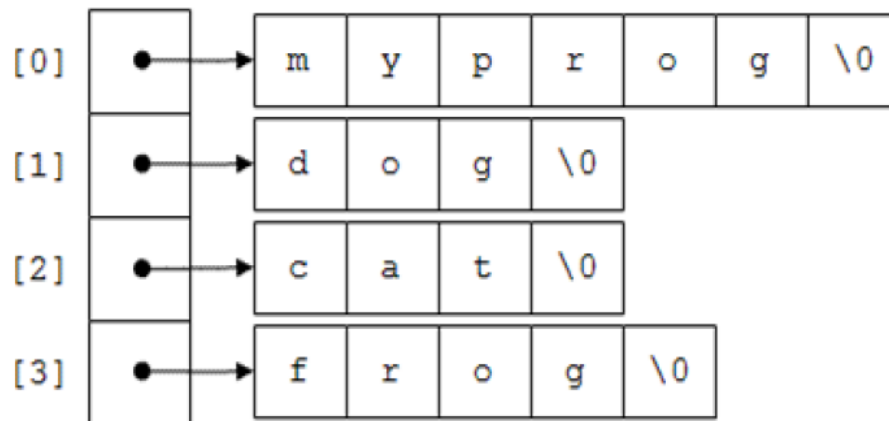 [0] m y p r o g \0
[1] d o g \0
[2] c a t \0
[3] f r o g \0